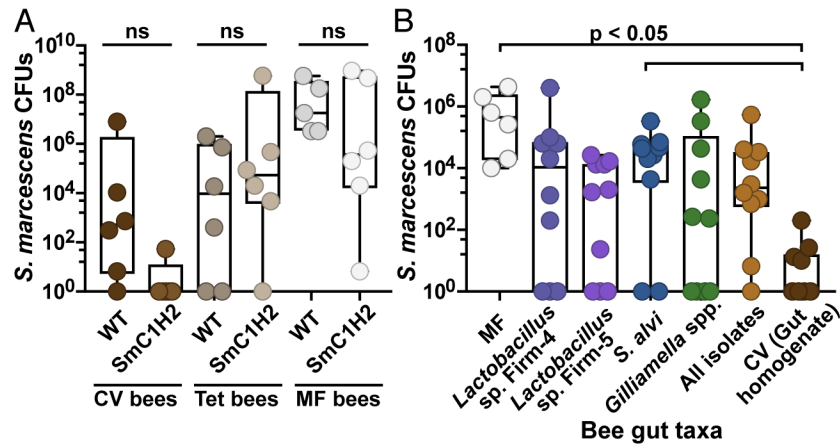 A
ns ns ns
S. marcescens CFUs
10^10
10^8
10^6
10^4
10^2
10^0
WT
SmC1H2
WT
SmC1H2
WT
SmC1H2
CV bees
Tet bees
MF bees
B
p < 0.05
S. marcescens CFUs
10^8
10^6
10^4
10^2
10^0
MF
Lactobacillus
sp. Firm-4
Lactobacillus
sp. Firm-5
S. alvi
Gilliamella spp.
All isolates
CV (Gut
homogenate)
Bee gut taxa